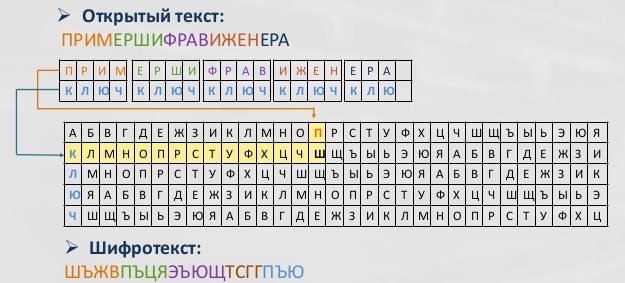 Открытый текст:
ПРИМЕРШИФРАВИЖЕНЕРА
П Р И М Е Р Ш И Ф Р А В И Ж Е Н Е Р А
К Л Ю Ч К Л Ю Ч К Л Ю Ч К Л Ю Ч К Л Ю
А Б В Г Д Е Ж З И К Л М Н О П Р С Т У Ф Х Ц Ч Ш Щ Ъ Ы Ь Э Ю Я
К Л М Н О П Р С Т У Ф Х Ц Ч Ш Щ Ъ Ы Ь Э Ю Я А Б В Г Д Е Ж З И
Л М Н О П Р С Т У Ф Х Ц Ч Ш Щ Ъ Ы Ь Э Ю Я А Б В Г Д Е Ж З И К
Ю Я А Б В Г Д Е Ж З И К Л М Н О П Р С Т У Ф Х Ц Ч Ш Щ Ъ Ы Ь Э
Ч Ш Щ Ъ Ы Ь Э Ю Я А Б В Г Д Е Ж З И К Л М Н О П Р С Т У Ф Х Ц
Шифротекст:
ШЪЖВПЪЦЯЭЪЮЩТСГГПЪЮ